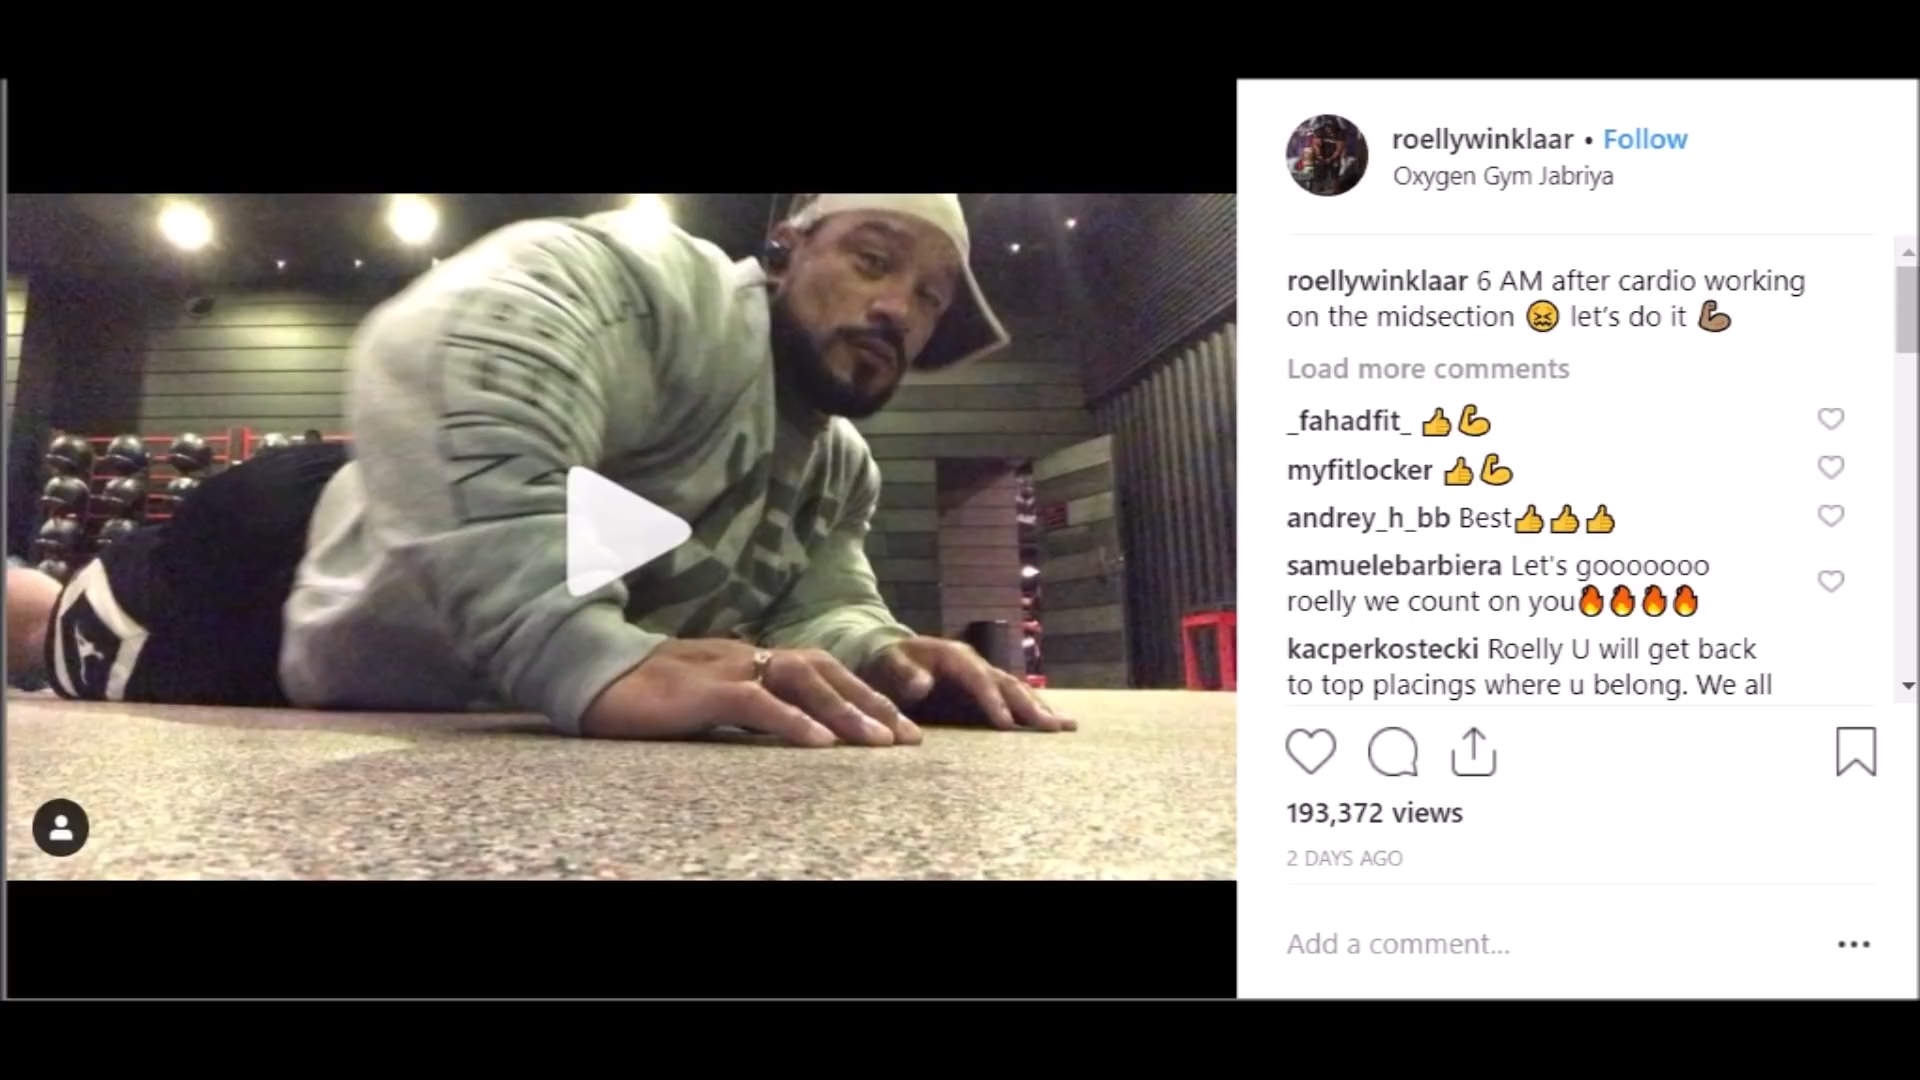 roellywinklaar • Follow
Oxygen Gym Jabriya
roellywinklaar 6 AM after cardio working
on the midsection 😖 let's do it 💪🏽
Load more comments
_fahadfit_ 👍💪
myfitlocker 👍💪
andrey_h_bb Best👍👍👍
samuelebarbiera Let's gooooooo
roelly we count on you🔥🔥🔥🔥
kacperkostecki Roelly U will get back
to top placings where u belong. We all
193,372 views
2 DAYS AGO
Add a comment...